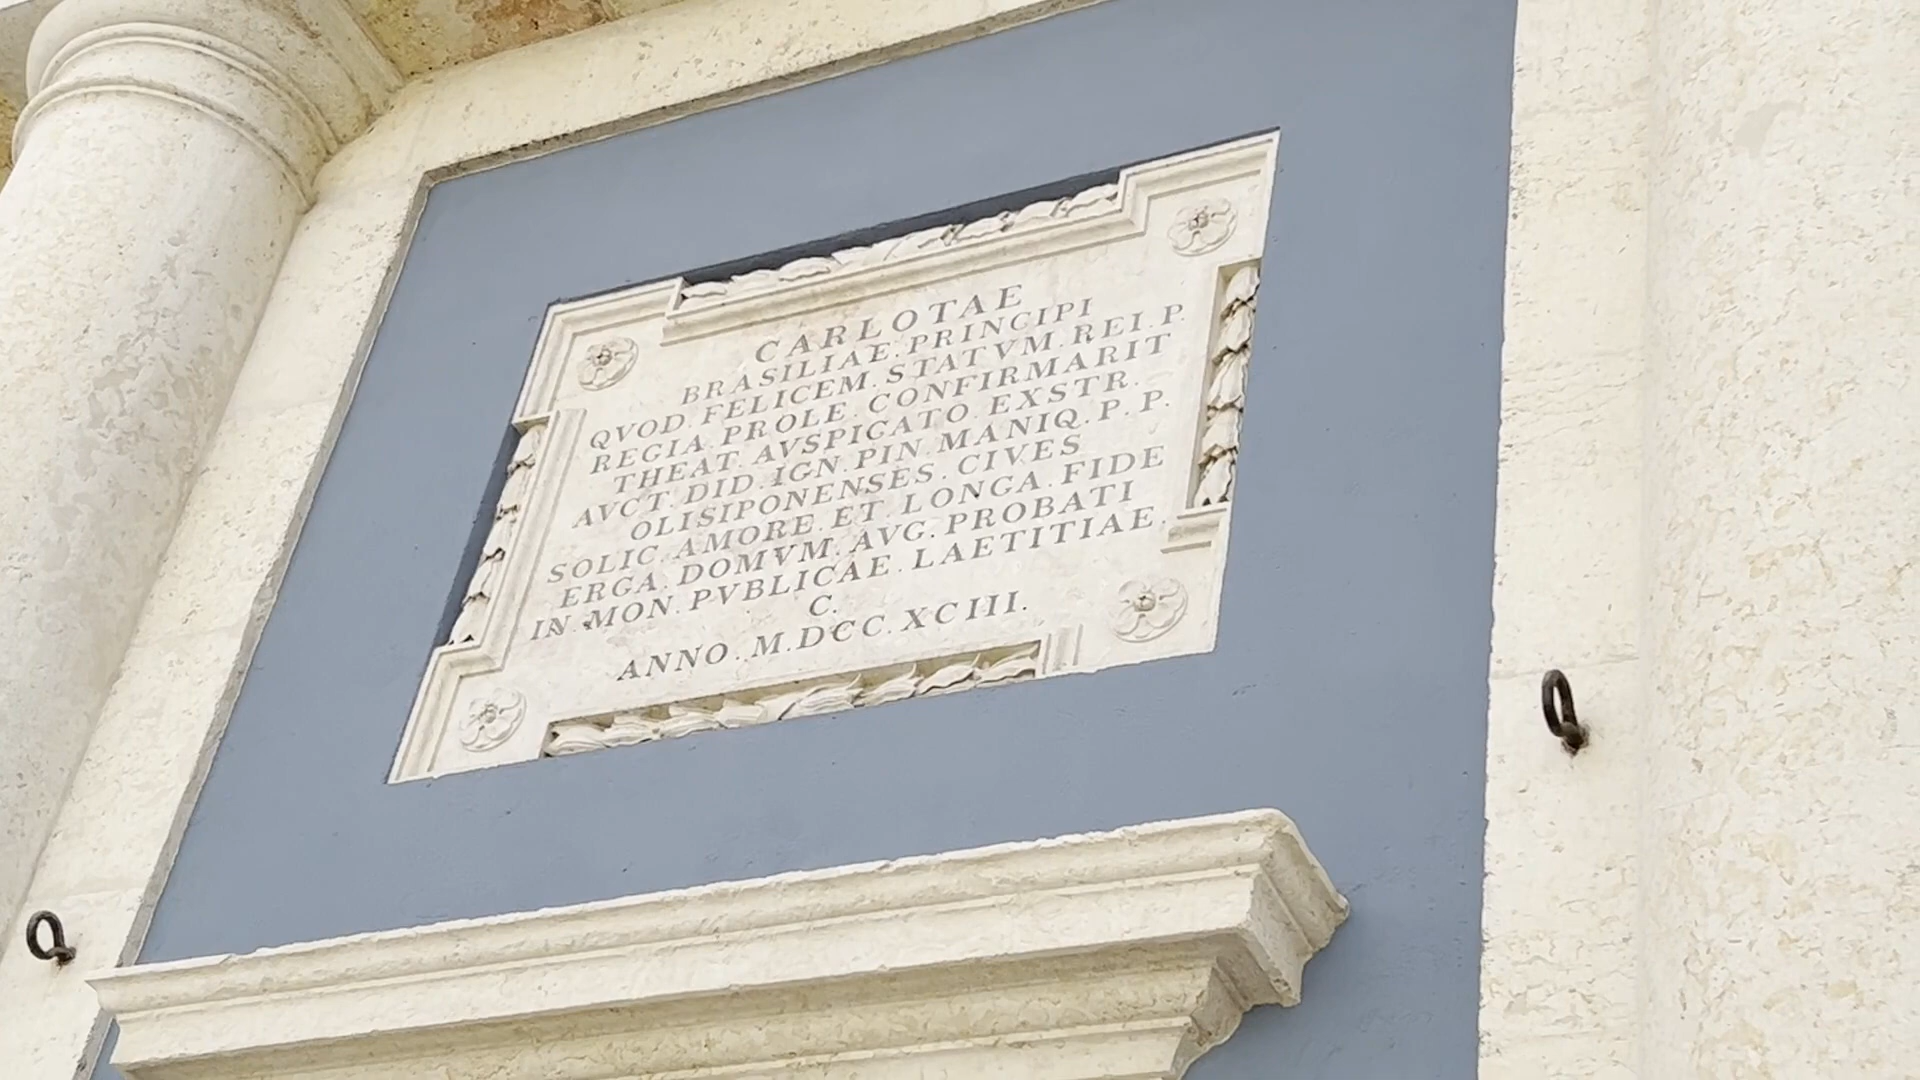 CARLOTAE
BRASILIAE.PRINCIPI
QVOD.FELICEM.STATVM.REI.P.
REGIA.PROLE.CONFIRMARIT
THEAT.AVSPICATO.EXSTR.
AVCT.DID.IGN.PIN.MANIQ.P.P.
OLISIPONENSES.CIVES
SOLIC.AMORE.ET.LONGA.FIDE
ERGA.DOMVM.AVG.PROBATI
IN.MON.PVBLICAE.LAETITIAE.
C.
ANNO.M.DCC.XCIII.